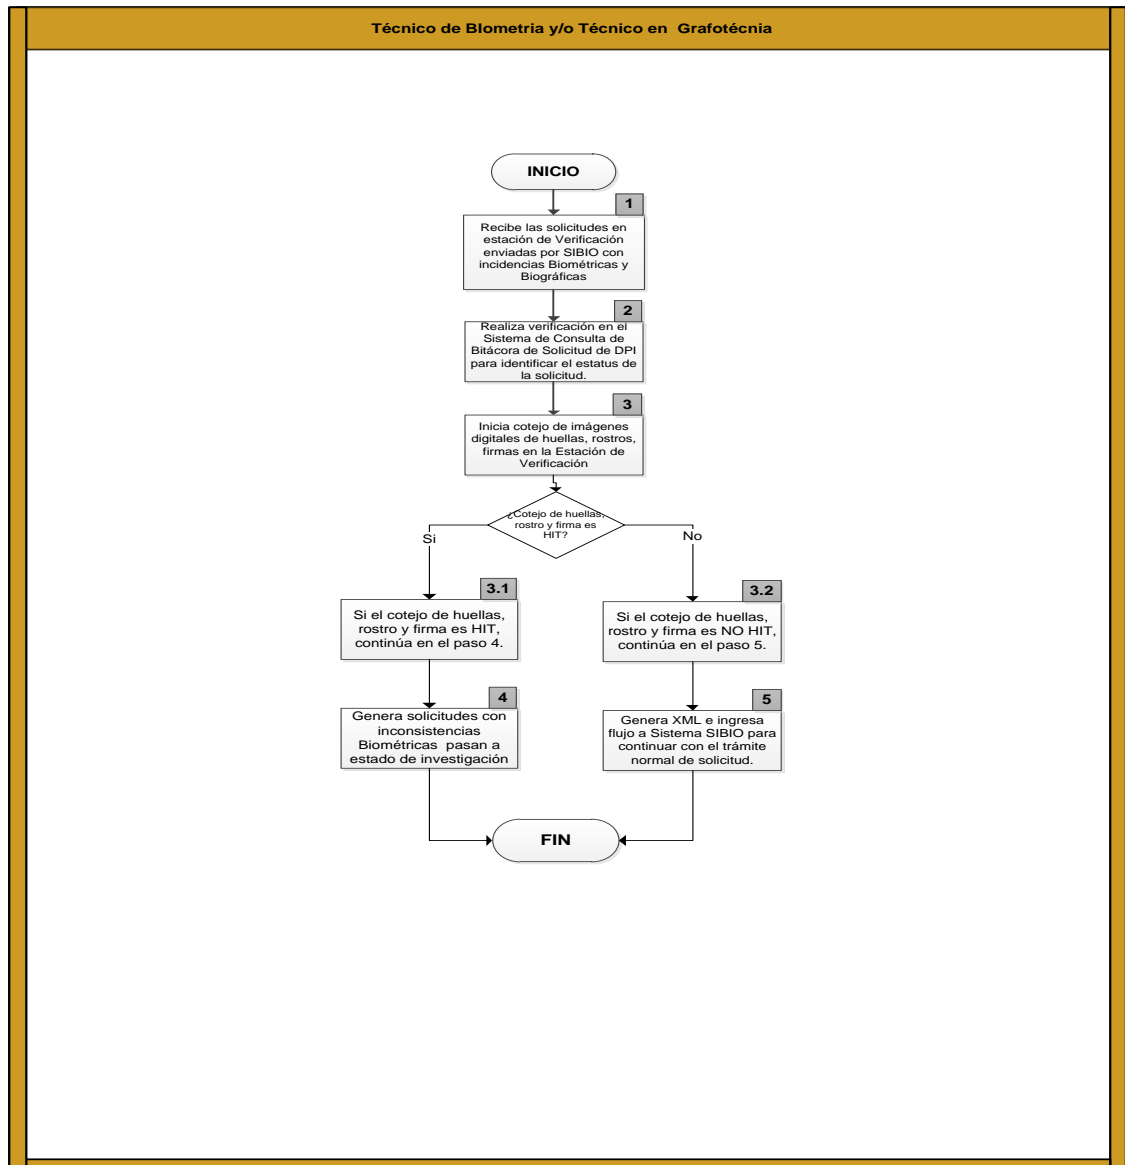 Técnico de BIometria y/o Técnico en  Grafotécnia
INICIO
1
Recibe las solicitudes en
estación de Verificación
enviadas por SIBIO con
incidencias Biométricas y
Biográficas
2
Realiza verificación en el
Sistema de Consulta de
Bitácora de Solicitud de DPI
para identificar el estatus de
la solicitud.
3
Inicia cotejo de imágenes
digitales de huellas, rostros,
firmas en la Estación de
Verificación
¿Cotejo de huellas,
rostro y firma es
HIT?
Si
No
3.1
Si el cotejo de huellas,
rostro y firma es HIT,
continúa en el paso 4.
3.2
Si el cotejo de huellas,
rostro y firma es NO HIT,
continúa en el paso 5.
4
Genera solicitudes con
inconsistencias
Biométricas  pasan a
estado de investigación
5
Genera XML e ingresa
flujo a Sistema SIBIO para
continuar con el trámite
normal de solicitud.
FIN